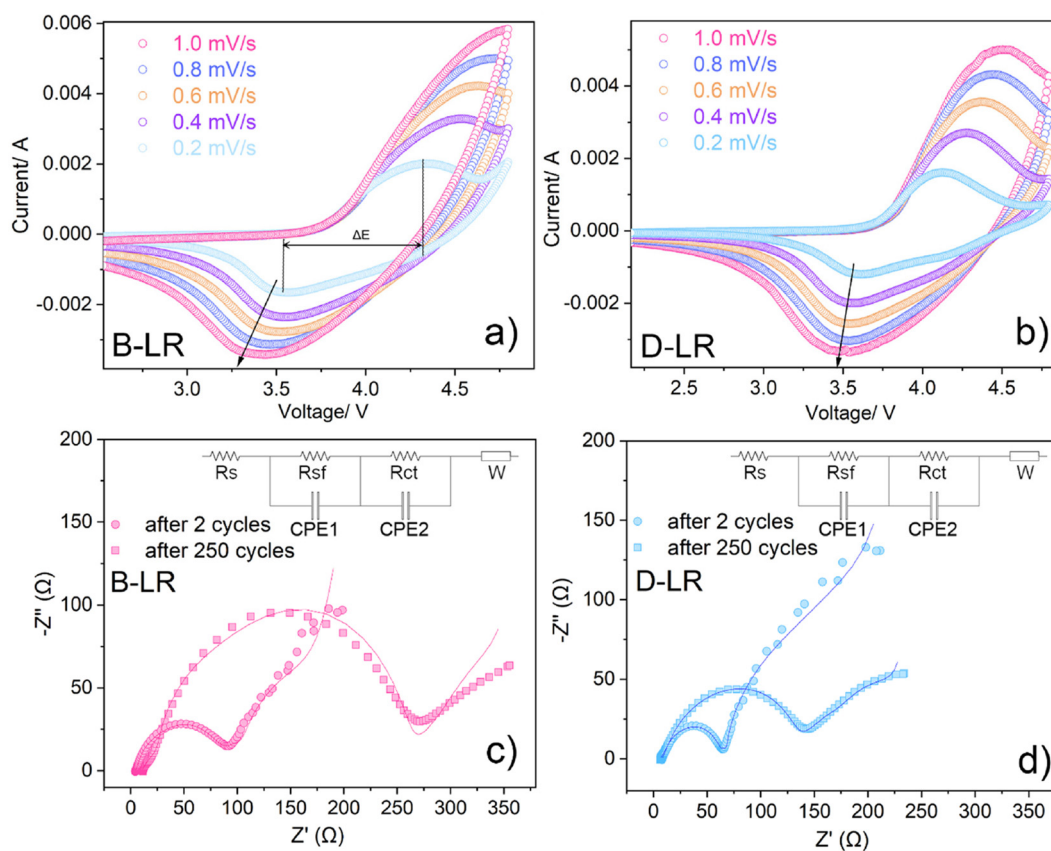 0.006
0.004
0.002
0.000
-0.002
Current/ A
1.0 mV/s
0.8 mV/s
0.6 mV/s
0.4 mV/s
0.2 mV/s
ΔE
B-LR
a)
3.0
3.5
4.0
4.5
Voltage/ V
0.006
0.004
0.002
0.000
-0.002
Current/ A
1.0 mV/s
0.8 mV/s
0.6 mV/s
0.4 mV/s
0.2 mV/s
D-LR
b)
2.5
3.0
3.5
4.0
4.5
Voltage/ V
200
150
100
50
0
-Z'' (Ω)
Rs
Rsf
Rct
W
CPE1
CPE2
after 2 cycles
after 250 cycles
B-LR
c)
0
50
100
150
200
250
300
350
Z' (Ω)
200
150
100
50
0
-Z'' (Ω)
Rs
Rsf
Rct
W
CPE1
CPE2
after 2 cycles
after 250 cycles
D-LR
d)
0
50
100
150
200
250
300
350
Z' (Ω)